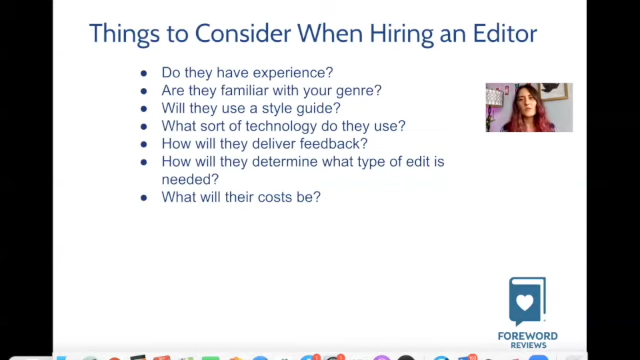 Things to Consider When Hiring an Editor
● Do they have experience?
● Are they familiar with your genre?
● Will they use a style guide?
● What sort of technology do they use?
● How will they deliver feedback?
● How will they determine what type of edit is
needed?
● What will their costs be?
FOREWORD
REVIEWS